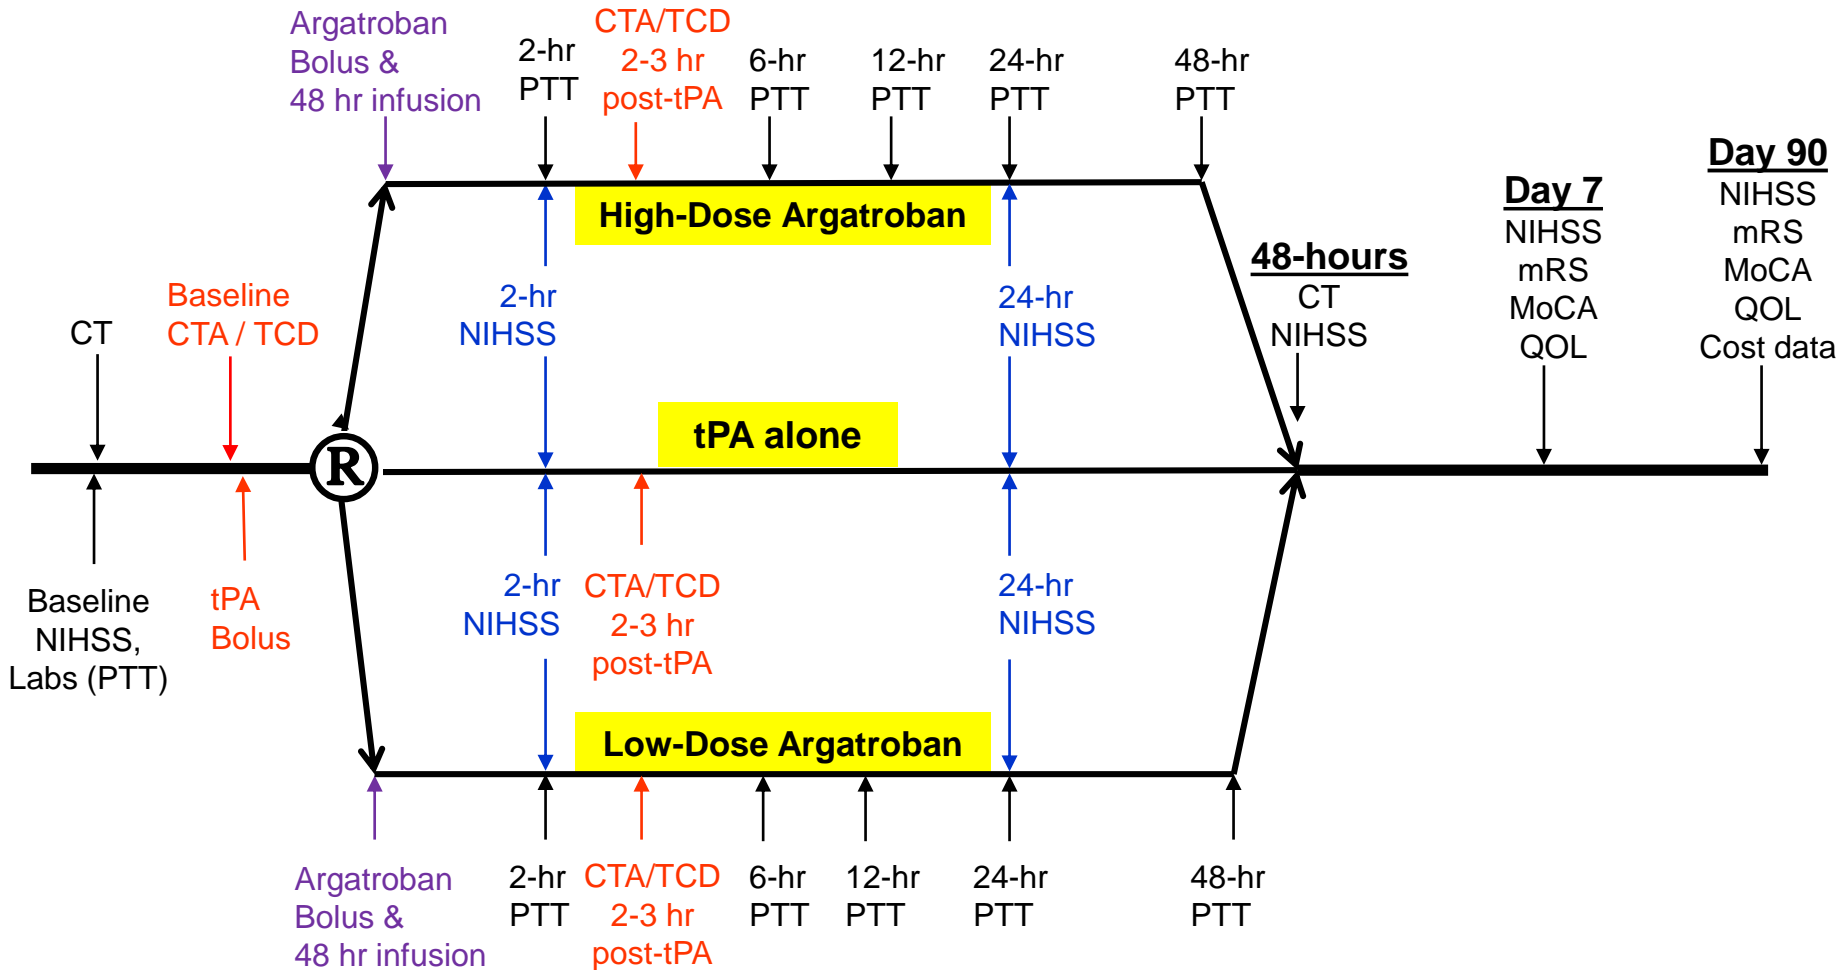 Argatroban
Bolus &
48 hr infusion
2-hr
PTT
CTA/TCD
2-3 hr
post-tPA
6-hr
PTT
12-hr
PTT
24-hr
PTT
48-hr
PTT
High-Dose Argatroban
Day 7
NIHSS
mRS
MoCA
QOL
Day 90
NIHSS
mRS
MoCA
QOL
Cost data
48-hours
CT
NIHSS
CT
Baseline
CTA / TCD
2-hr
NIHSS
24-hr
NIHSS
R
tPA alone
Baseline
NIHSS,
Labs (PTT)
tPA
Bolus
2-hr
NIHSS
CTA/TCD
2-3 hr
post-tPA
24-hr
NIHSS
Low-Dose Argatroban
Argatroban
Bolus &
48 hr infusion
2-hr
PTT
CTA/TCD
2-3 hr
post-tPA
6-hr
PTT
12-hr
PTT
24-hr
PTT
48-hr
PTT